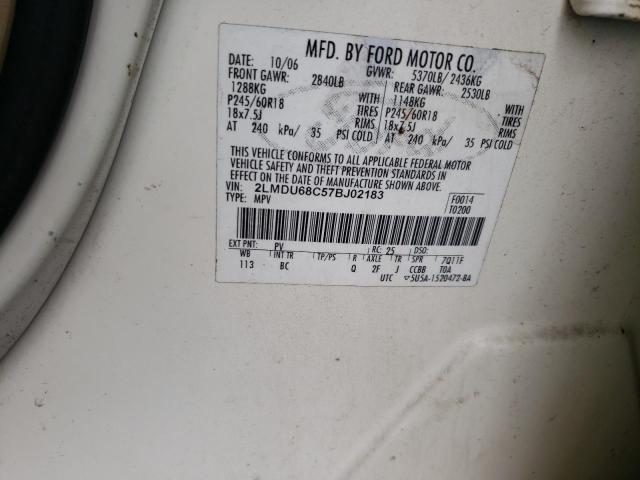 MFD. BY FORD MOTOR CO.
DATE: 10/06 GVWR: 5370LB/ 2436KG
FRONT GAWR: 2840LB REAR GAWR: 2530LB
1288KG WITH 1148KG WITH
P245/60R18 TIRES P245/60R18 TIRES
18x7.5J RIMS 18x7.5J RIMS
AT 240 kPa/ 35 PSI COLD AT 240 kPa/ 35 PSI COLD
THIS VEHICLE CONFORMS TO ALL APPLICABLE FEDERAL MOTOR
VEHICLE SAFETY AND THEFT PREVENTION STANDARDS IN
EFFECT ON THE DATE OF MANUFACTURE SHOWN ABOVE.
VIN: 2LMDU68C57BJ02183 F0014
TYPE: MPV T0200
EXT PNT: PV RC: 25 DSO:
WB INT TR TP/PS R AXLE TR SPR 7Q11F
113 BC Q 2F J CCBB T0A
UTC 5U5A-1520472-BA